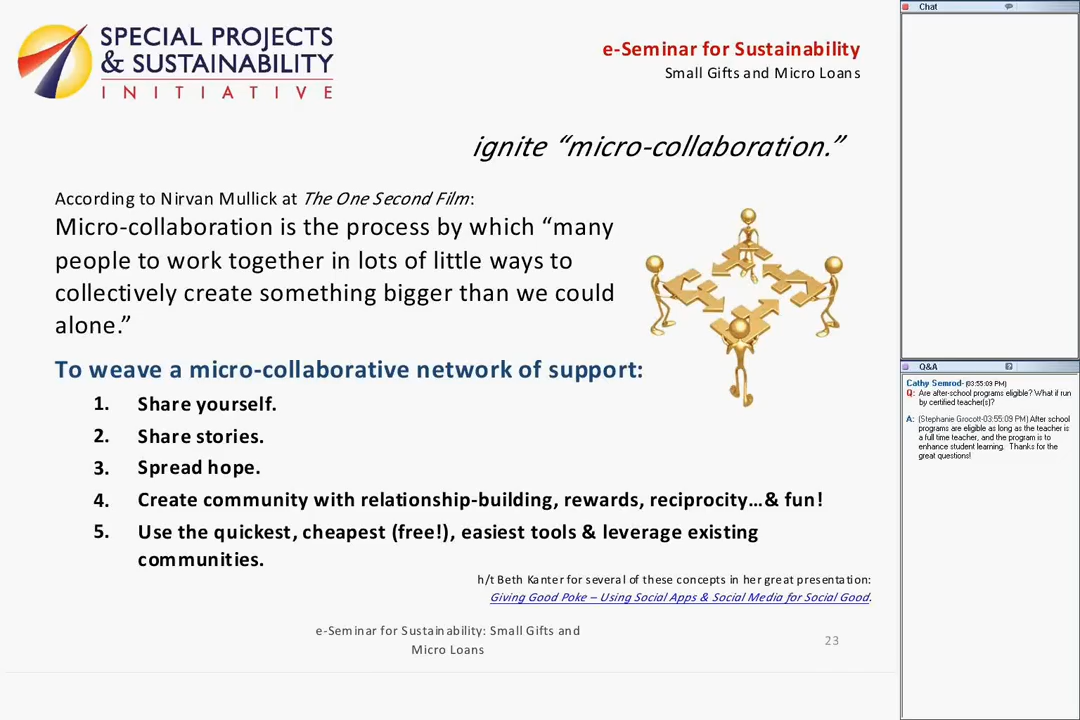 SPECIAL PROJECTS
& SUSTAINABILITY
INITIATIVE
e-Seminar for Sustainability
Small Gifts and Micro Loans
ignite “micro-collaboration.”
According to Nirvan Mullick at The One Second Film:
Micro-collaboration is the process by which “many
people to work together in lots of little ways to
collectively create something bigger than we could
alone.”
To weave a micro-collaborative network of support:
1. Share yourself.
2. Share stories.
3. Spread hope.
4. Create community with relationship-building, rewards, reciprocity…& fun!
5. Use the quickest, cheapest (free!), easiest tools & leverage existing
communities.
h/t Beth Kanter for several of these concepts in her great presentation:
Giving Good Poke – Using Social Apps & Social Media for Social Good.
e-Seminar for Sustainability: Small Gifts and
Micro Loans
23
Chat
Q&A
Cathy Semrod- (03:55:09 PM)
Q: Are after-school programs eligible? What if run
by certified teacher(s)?
A: (Stephanie Grocott-03:55:09 PM) After school
programs are eligible as long as the teacher is
a full time teacher, and the program is to
enhance student learning. Thanks for the
great questions!